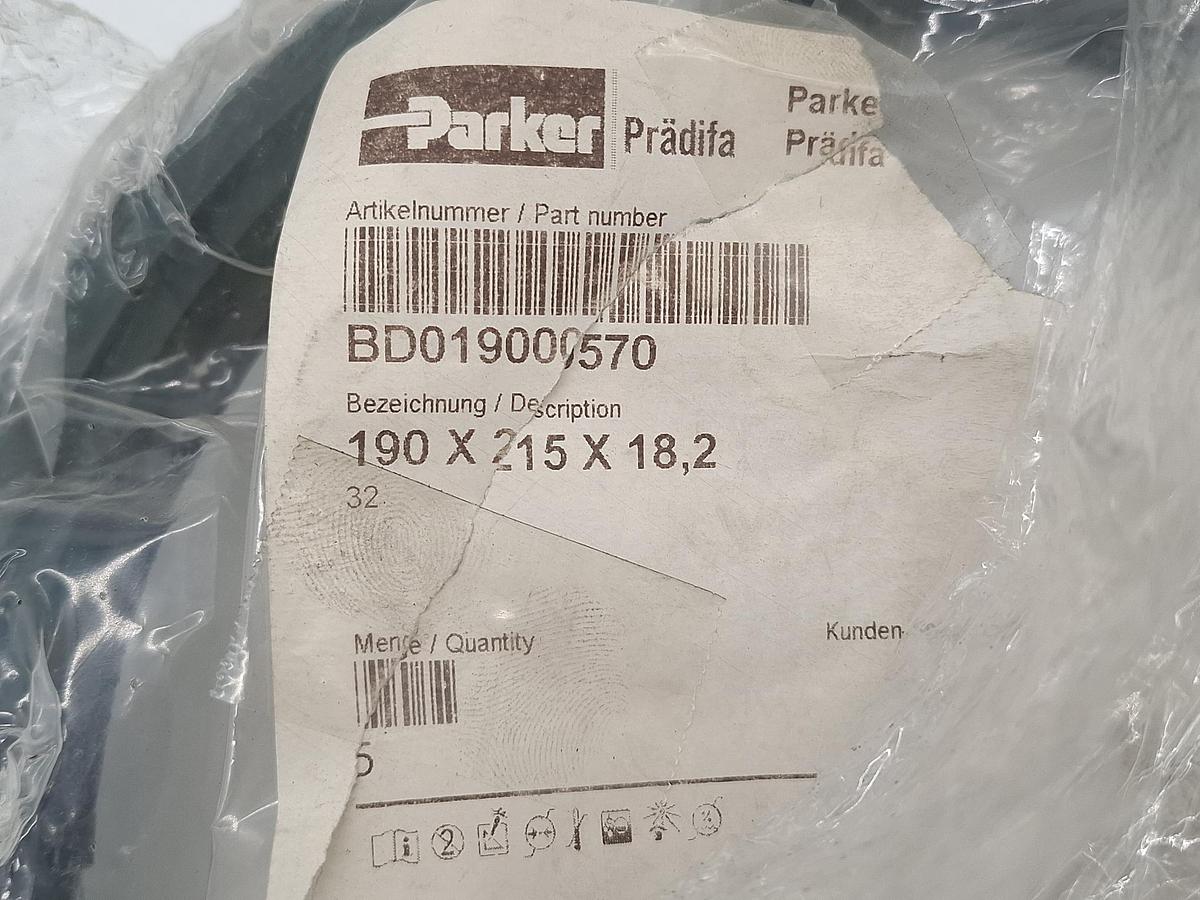 Parker Prädifa
Parke
Prädifa
Artikelnummer / Part number
BD019000570
Bezeichnung / Description
190 X 215 X 18,2
32
Menge / Quantity
Kunden
5